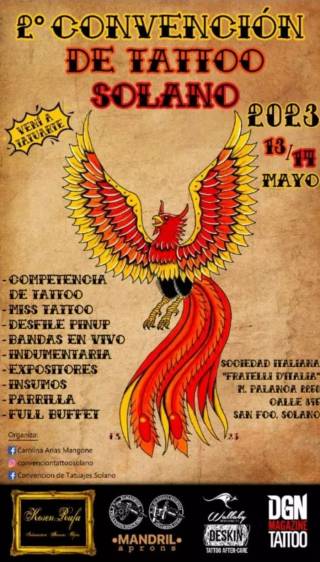 2º CONVENCIÓN
DE TATTOO
SOLANO
2023
VENÍ A
TATUARTE
13/14
MAYO
-COMPETENCIA
DE TATTOO
-MISS TATTOO
-DESFILE PINUP
-BANDAS EN VIVO
-INDUMENTARIA
-EXPOSITORES
-INSUMOS
-PARRILLA
-FULL BUFFET
SOCIEDAD ITALIANA
"FRATELLI D'ITALIA"
SAN FCO. SOLANO
Organiza:
Carolina Arias Mangone
convenciontattoosolano
Convencion de Tatuajes Solano
•MANDRIL•
aprons
Wallaby
DESKIN
TATTOO AFTER-CARE
DGN
MAGAZINE
TATTOO